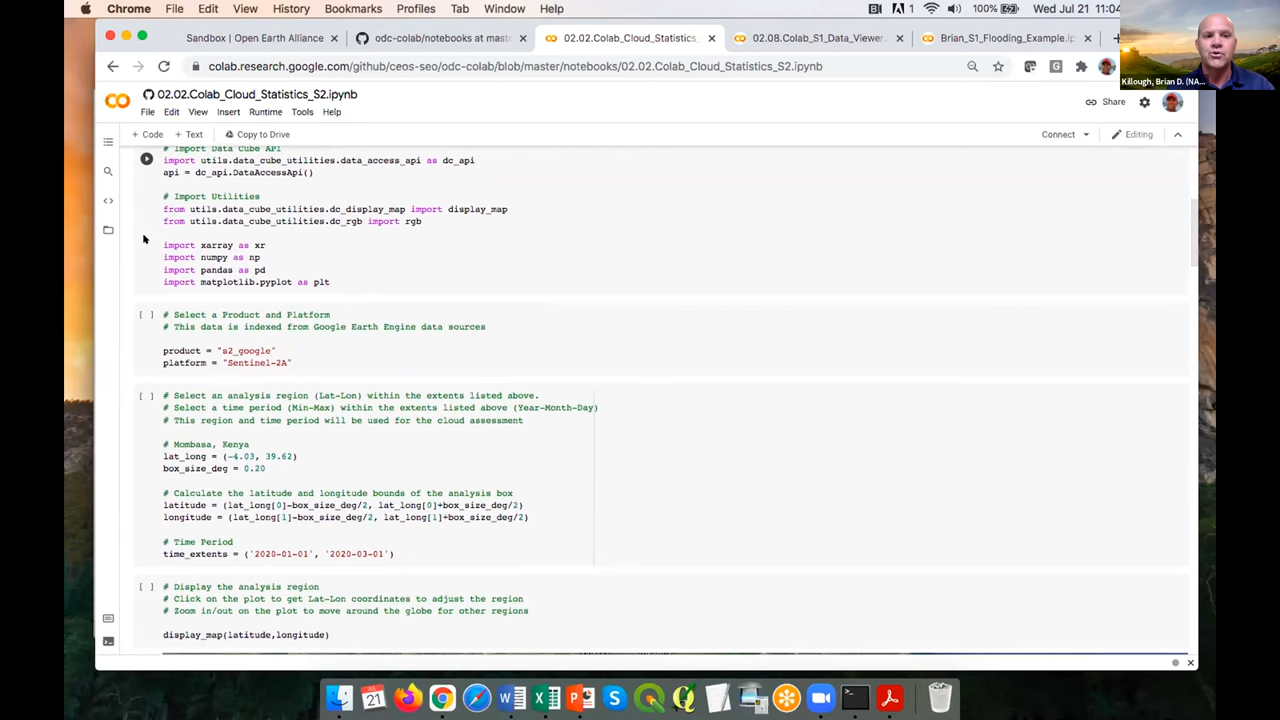 Chrome File Edit View History Bookmarks Profiles Tab Window Help 1 100% Wed Jul 21 11:04
Sandbox | Open Earth Alliance
odc-colab/notebooks at maste
02.02.Colab_Cloud_Statistics_
02.08.Colab_S1_Data_Viewer.
Brian_S1_Flooding_Example.ip
colab.research.google.com/github/ceos-seo/odc-colab/blob/master/notebooks/02.02.Colab_Cloud_Statistics_S2.ipynb
Killough, Brian D. (NA...
02.02.Colab_Cloud_Statistics_S2.ipynb
File Edit View Insert Runtime Tools Help
Share
+ Code + Text Copy to Drive
Connect Editing
# Import Data Cube API
import utils.data_cube_utilities.data_access_api as dc_api
api = dc_api.DataAccessApi()
# Import Utilities
from utils.data_cube_utilities.dc_display_map import display_map
from utils.data_cube_utilities.dc_rgb import rgb
import xarray as xr
import numpy as np
import pandas as pd
import matplotlib.pyplot as plt
[ ] # Select a Product and Platform
# This data is indexed from Google Earth Engine data sources
product = "s2_google"
platform = "Sentinel-2A"
[ ] # Select an analysis region (Lat-Lon) within the extents listed above.
# Select a time period (Min-Max) within the extents listed above (Year-Month-Day)
# This region and time period will be used for the cloud assessment
# Mombasa, Kenya
lat_long = (-4.03, 39.62)
box_size_deg = 0.20
# Calculate the latitude and longitude bounds of the analysis box
latitude = (lat_long[0]-box_size_deg/2, lat_long[0]+box_size_deg/2)
longitude = (lat_long[1]-box_size_deg/2, lat_long[1]+box_size_deg/2)
# Time Period
time_extents = ('2020-01-01', '2020-03-01')
[ ] # Display the analysis region
# Click on the plot to get Lat-Lon coordinates to adjust the region
# Zoom in/out on the plot to move around the globe for other regions
display_map(latitude,longitude)